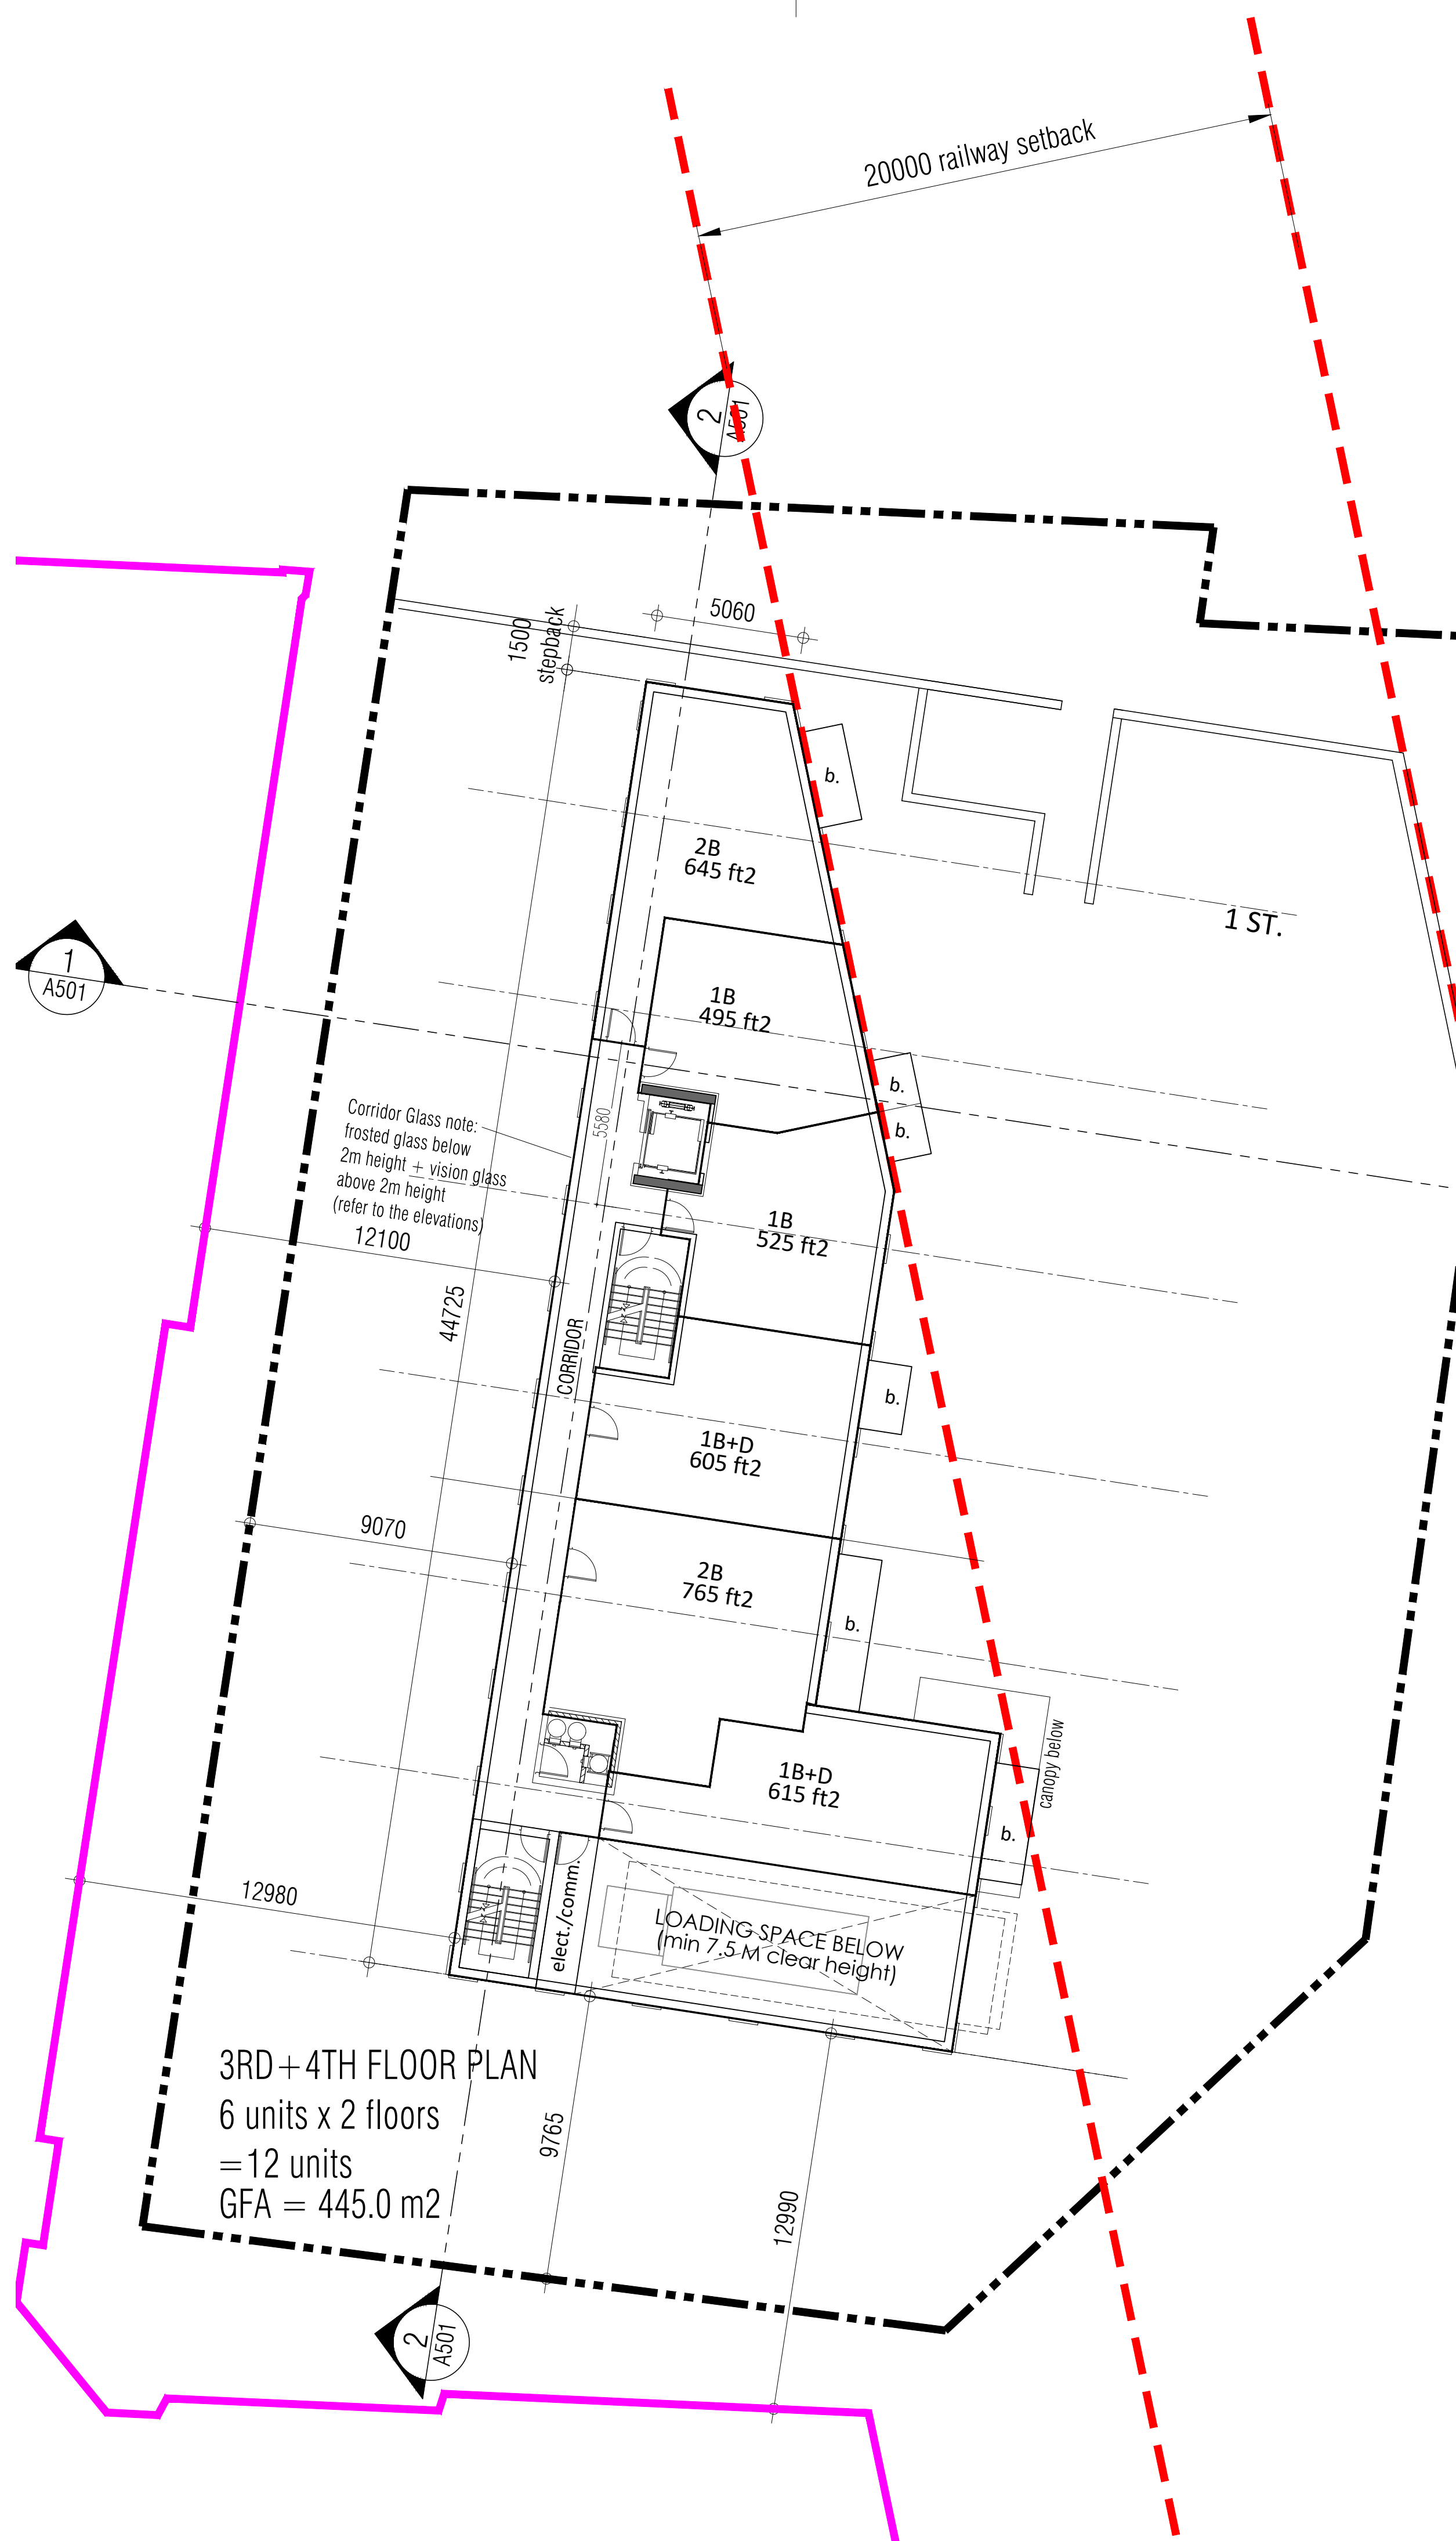 20000 railway setback
2
A501
5060
1500
stepback
b.
2B
645 ft2
1 ST.
1
A501
1B
495 ft2
b.
b.
5580
Corridor Glass note:
frosted glass below
2m height + vision glass
above 2m height
(refer to the elevations)
12100
1B
525 ft2
44725
CORRIDOR
b.
1B+D
605 ft2
9070
2B
765 ft2
b.
canopy below
1B+D
615 ft2
b.
12980
elect./comm.
LOADING SPACE BELOW
(min 7.5 M clear height)
3RD+4TH FLOOR PLAN
6 units x 2 floors
=12 units
GFA = 445.0 m2
9765
12990
2
A501